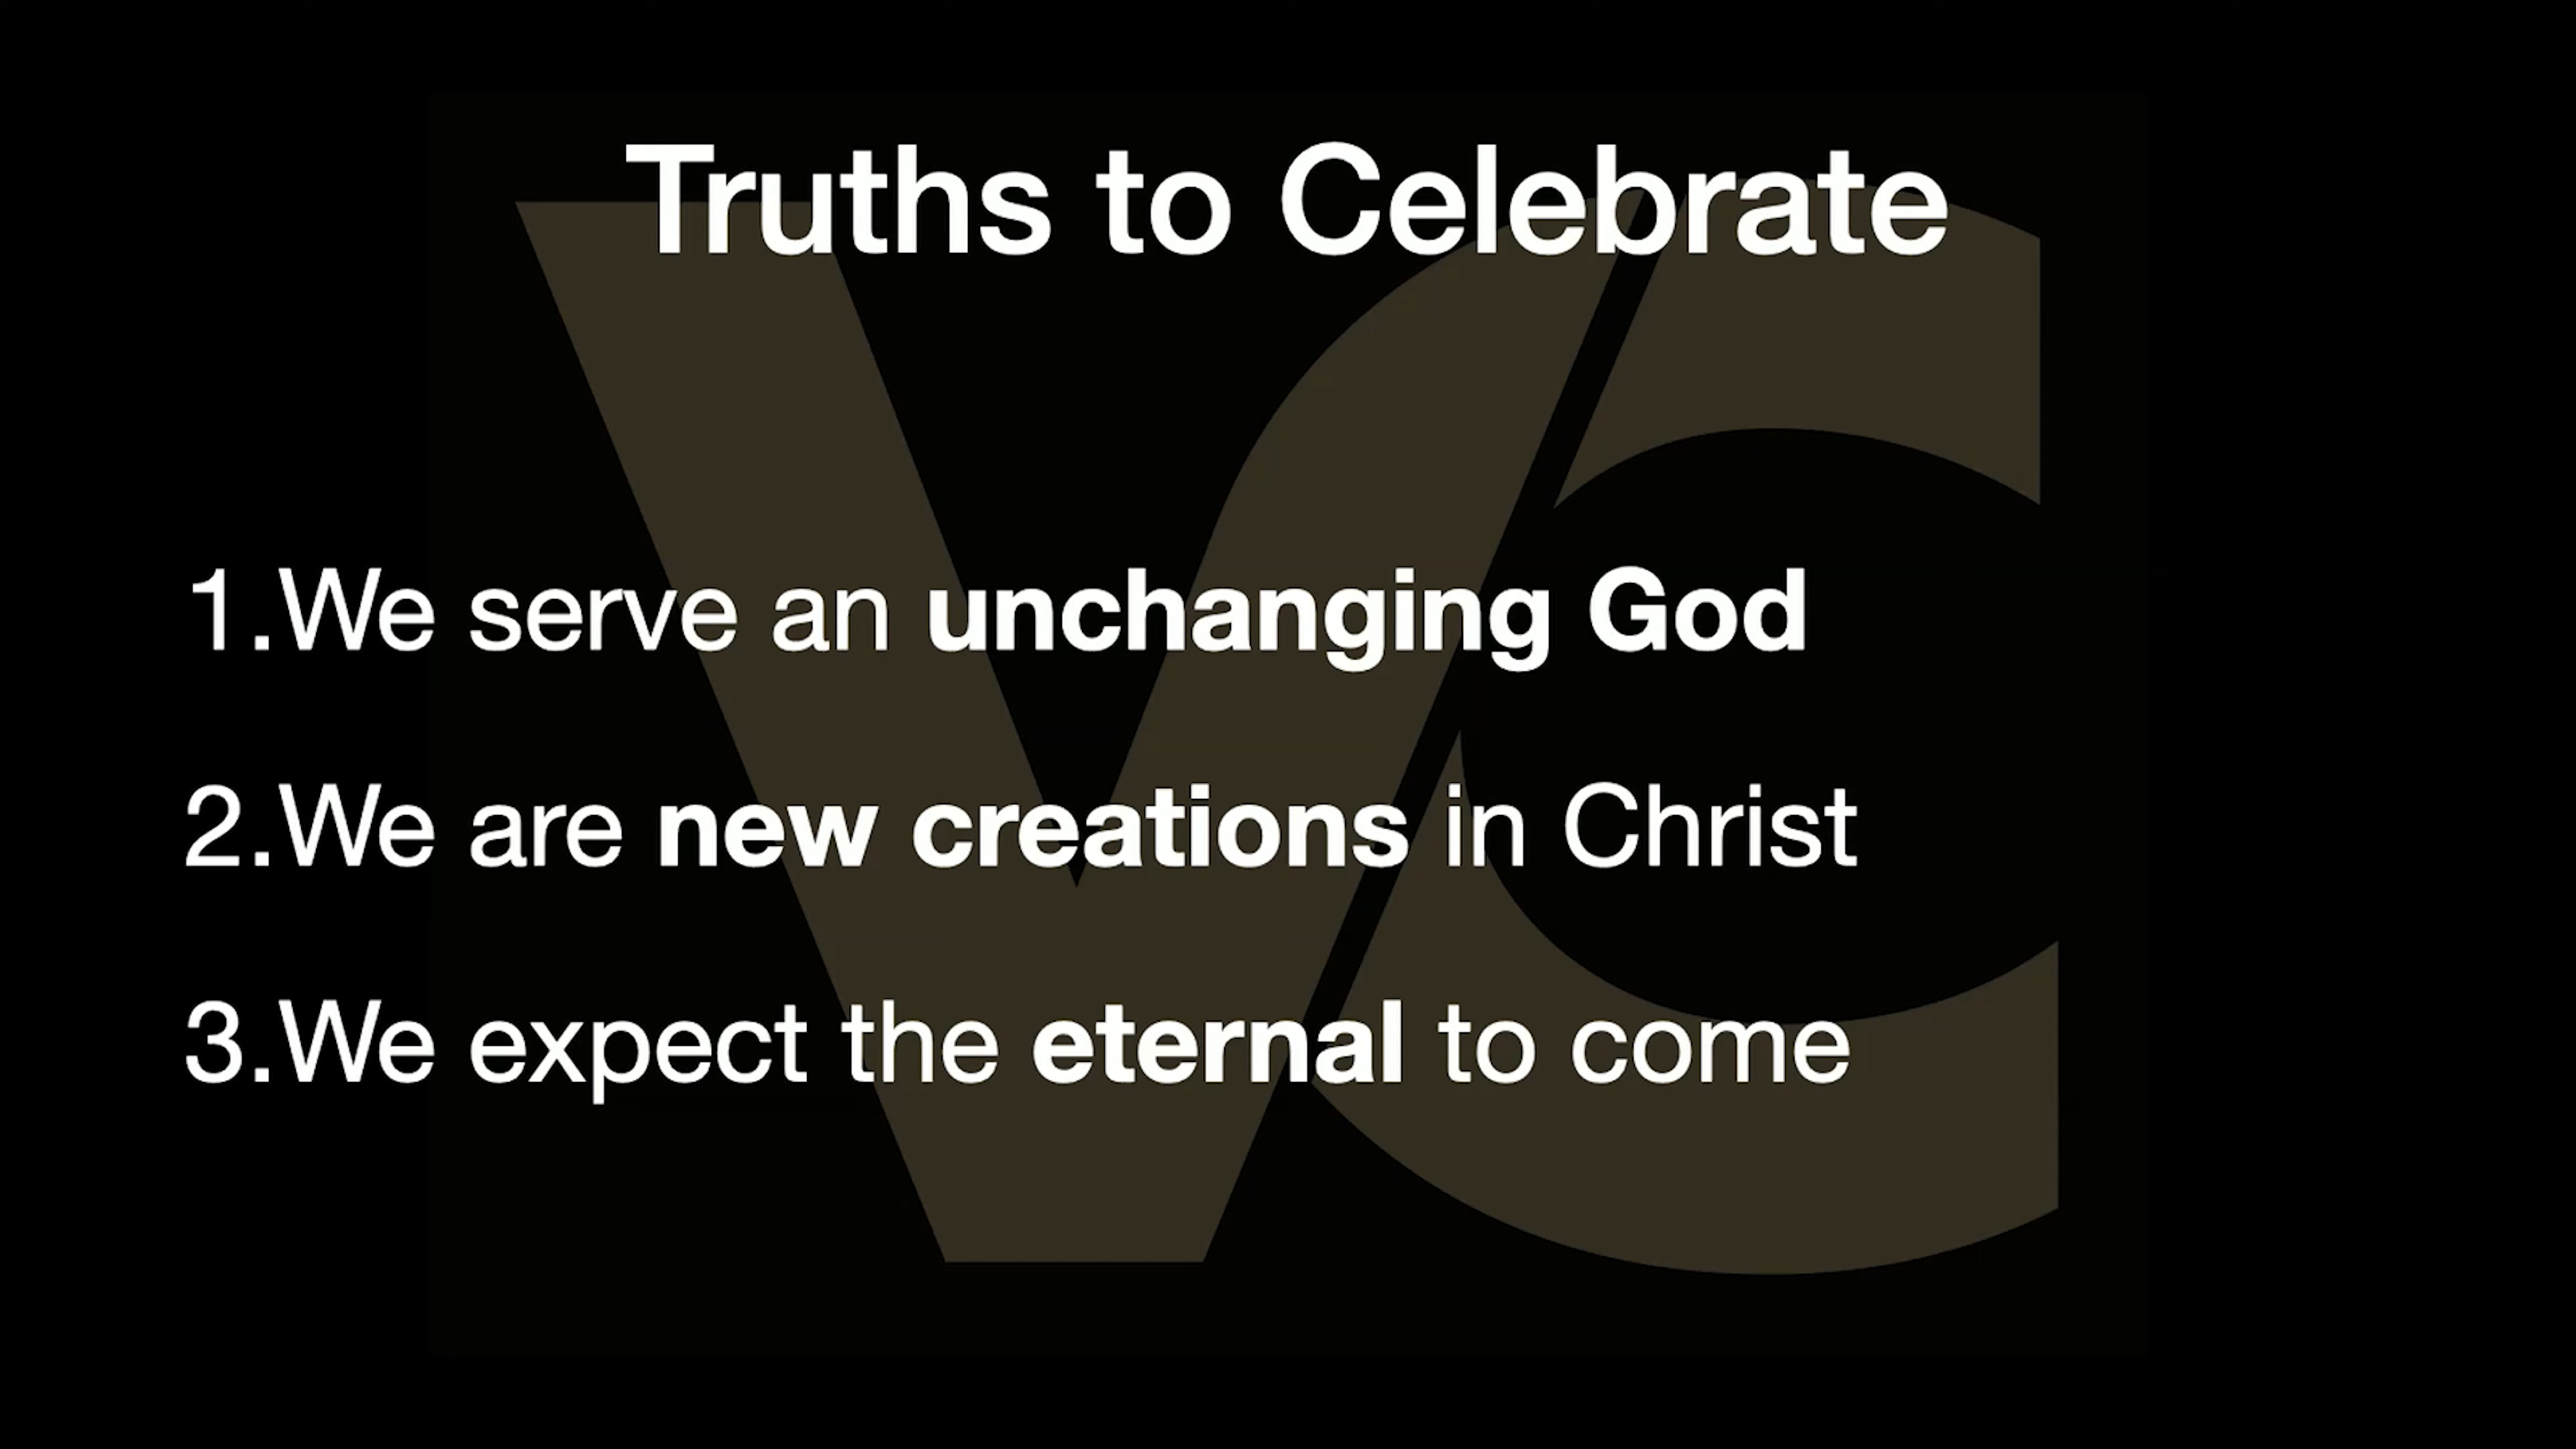 Truths to Celebrate
1.We serve an unchanging God
2.We are new creations in Christ
3.We expect the eternal to come
VC